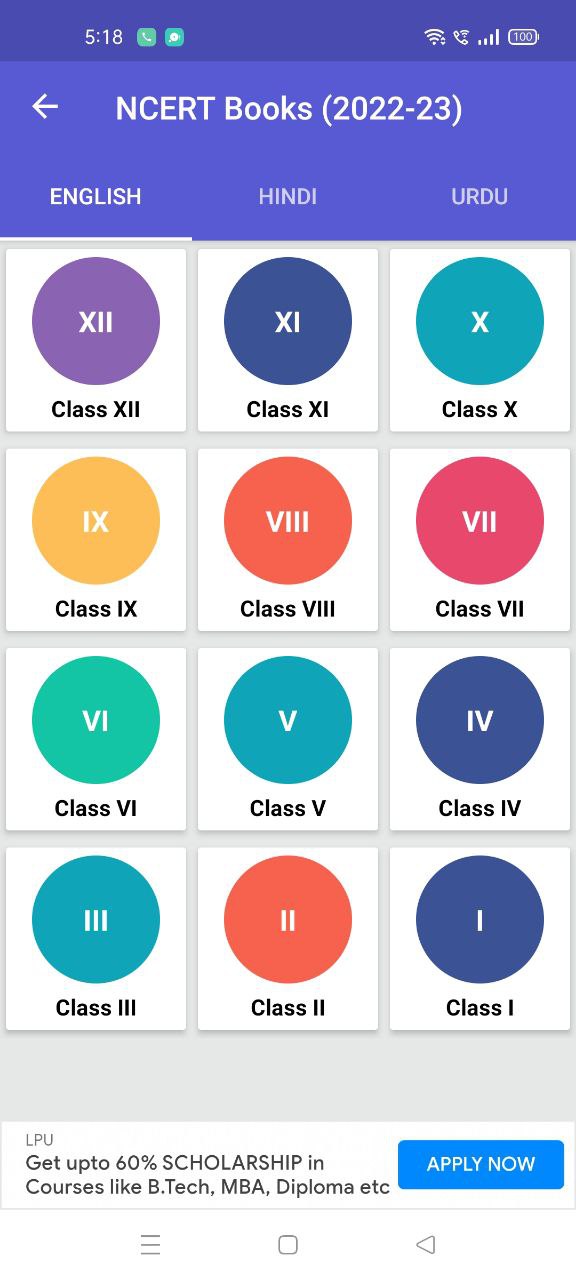 5:18
100
NCERT Books (2022-23)
ENGLISH HINDI URDU
XII XI X
Class XII Class XI Class X
IX VIII VII
Class IX Class VIII Class VII
VI V IV
Class VI Class V Class IV
III II I
Class III Class II Class I
LPU
Get upto 60% SCHOLARSHIP in
Courses like B.Tech, MBA, Diploma etc
APPLY NOW